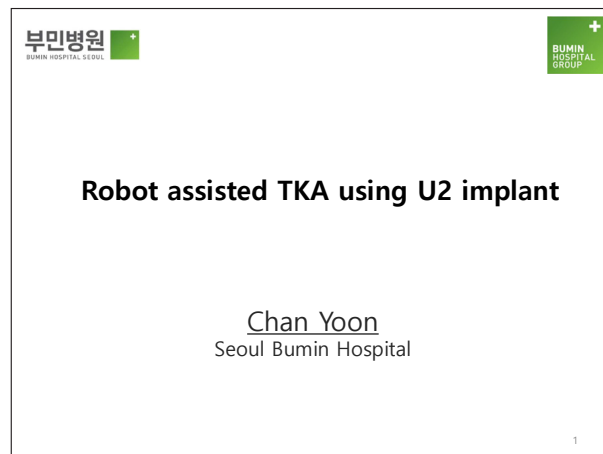 부민병원
BUMIN HOSPITAL SEOUL
BUMIN
HOSPITAL
GROUP
Robot assisted TKA using U2 implant
Chan Yoon
Seoul Bumin Hospital
1